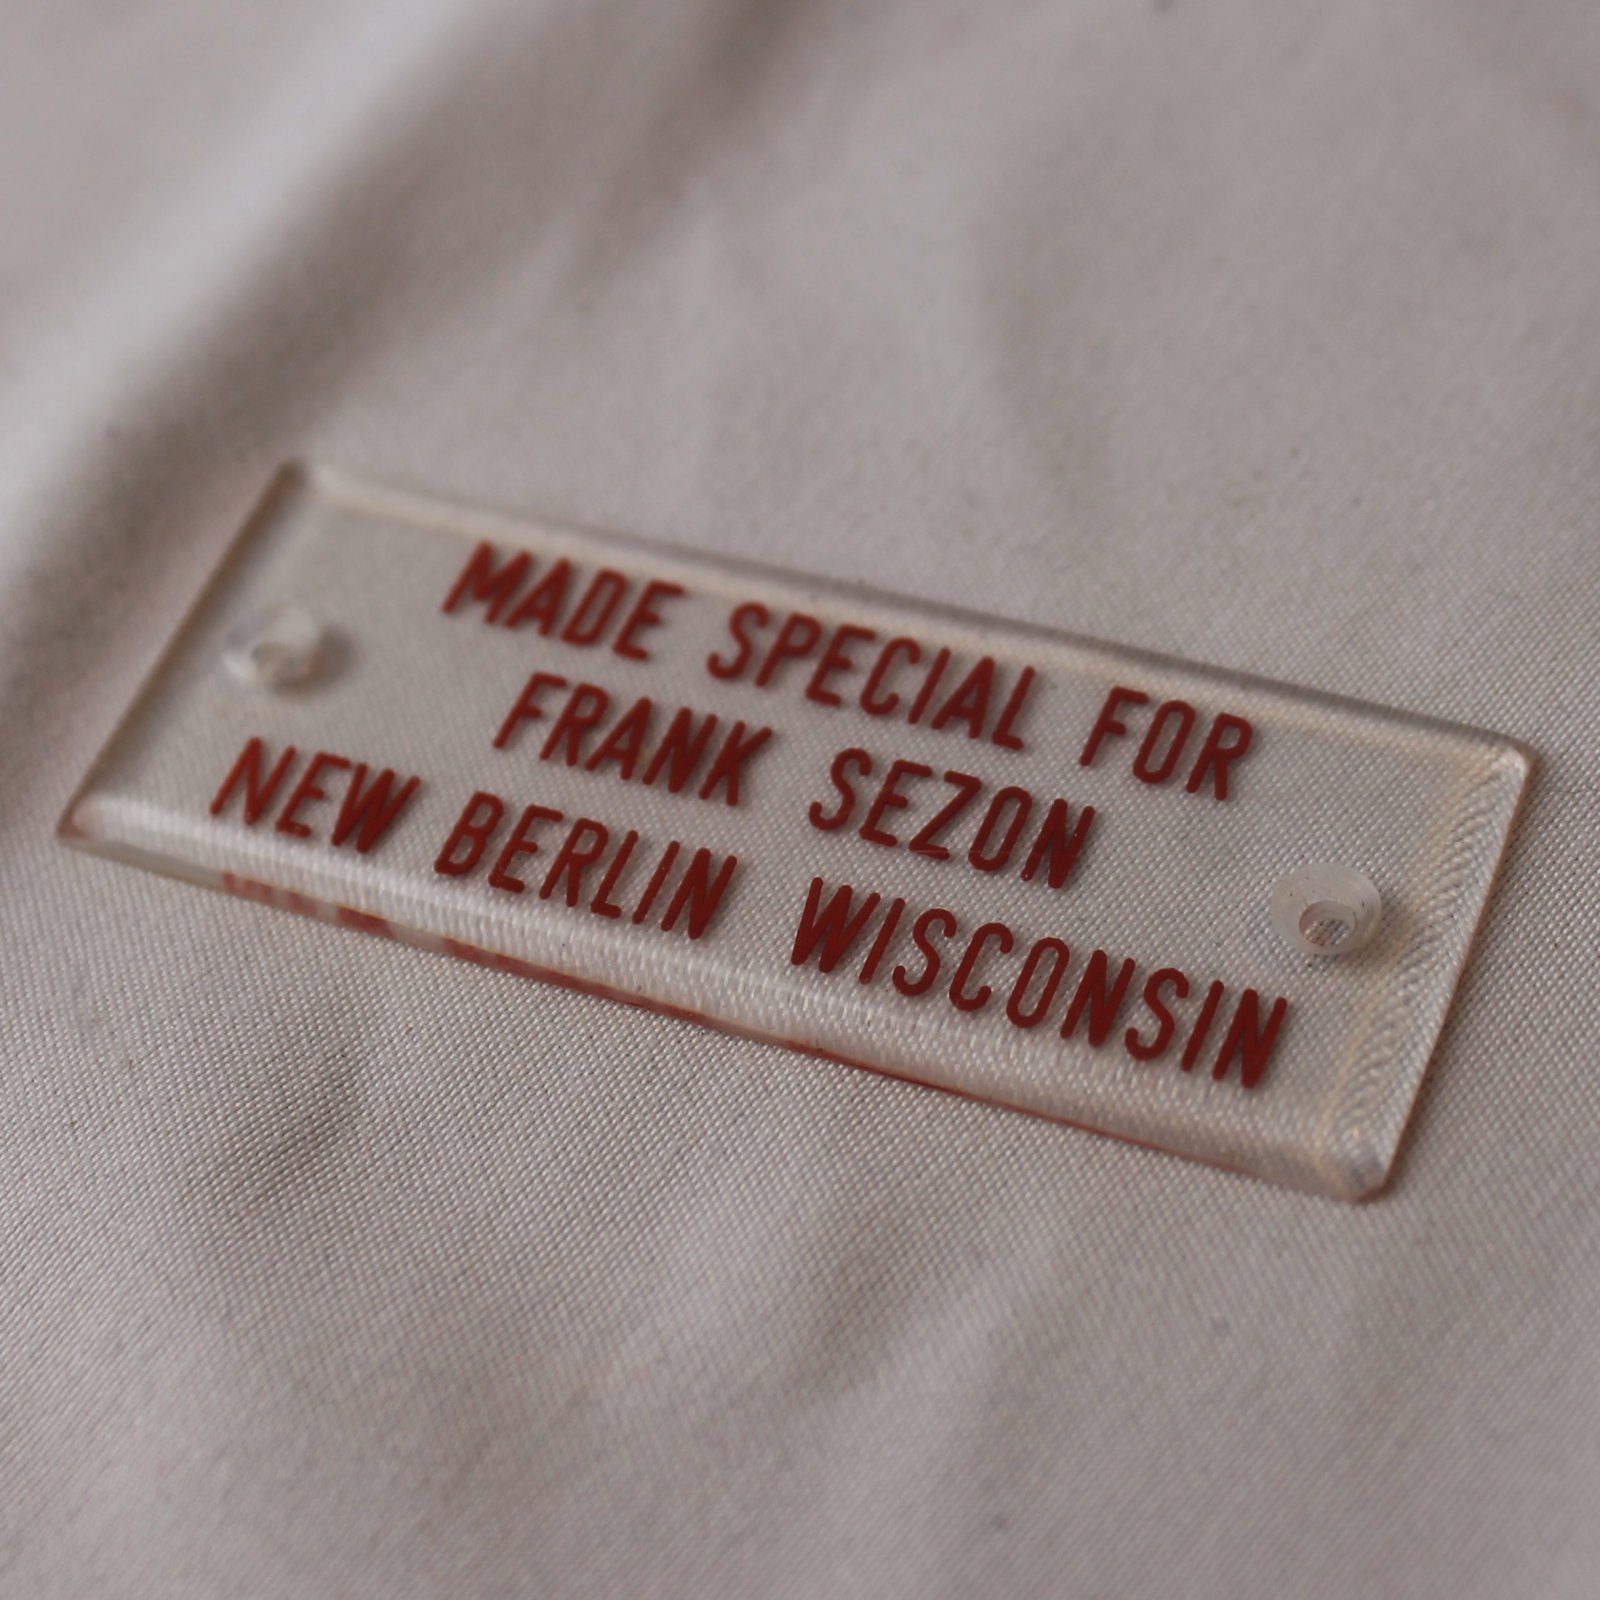 MADE SPECIAL FOR
FRANK SEZON
NEW BERLIN WISCONSIN